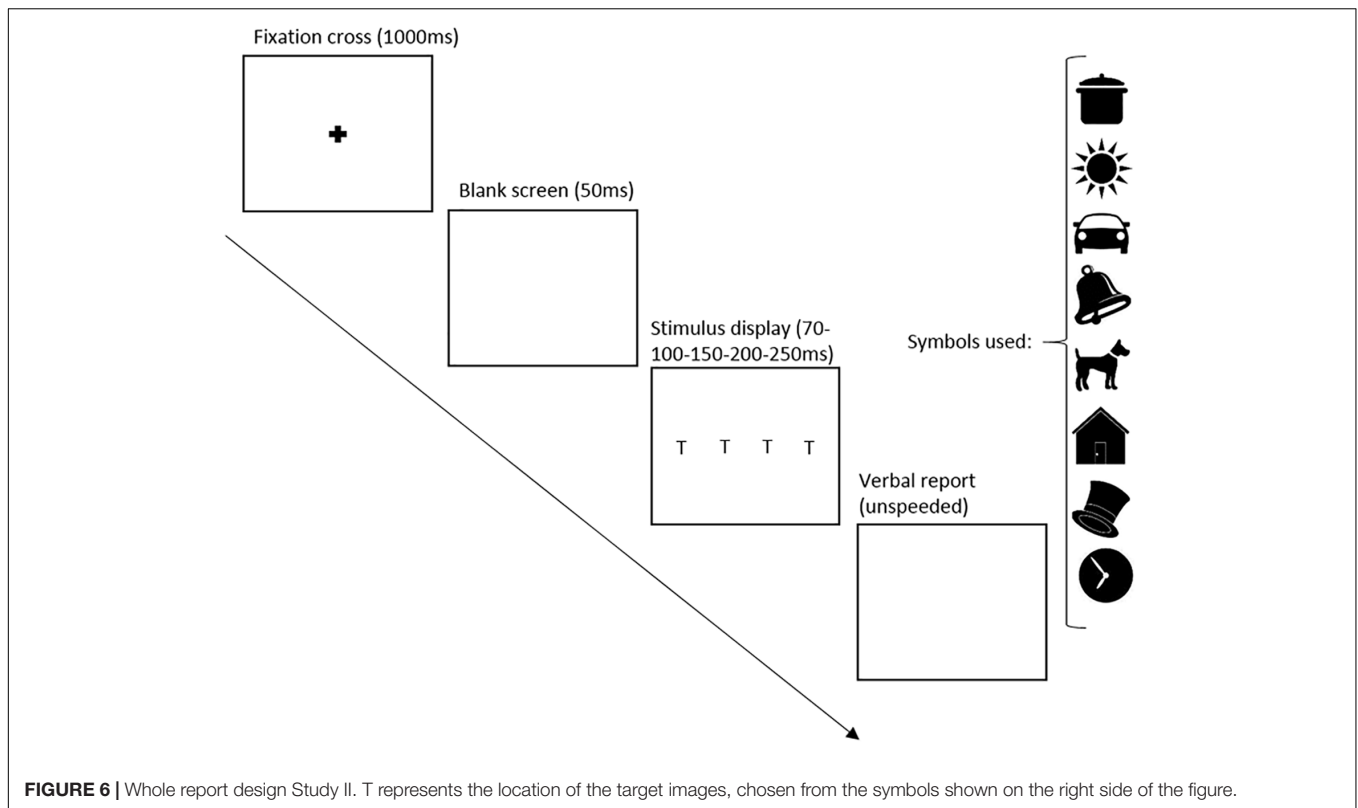 Fixation cross (1000ms)
Blank screen (50ms)
Stimulus display (70-
100-150-200-250ms)
Symbols used:
T T T T
Verbal report
(unspeeded)
FIGURE 6 | Whole report design Study II. T represents the location of the target images, chosen from the symbols shown on the right side of the figure.